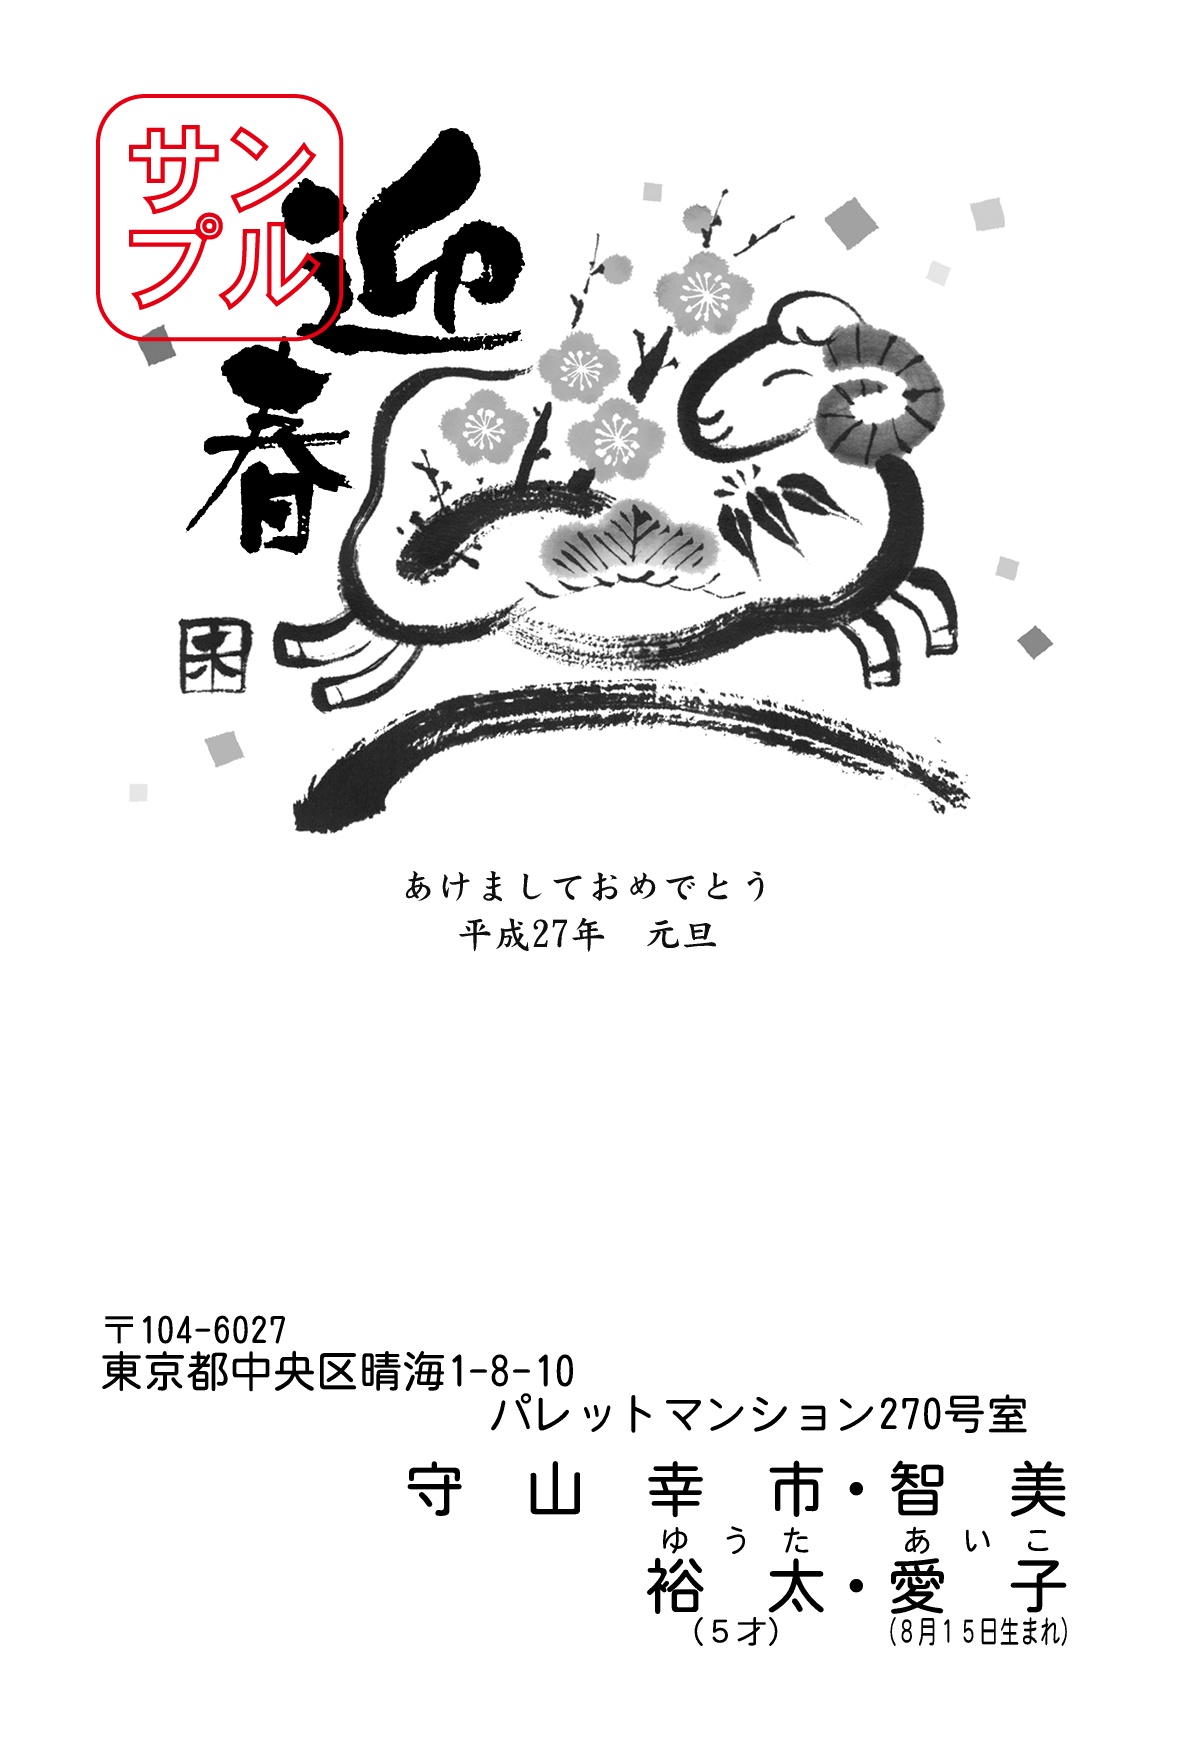 サン
プル
迎
春
あけましておめでとう
平成27年　元旦
〒104-6027
東京都中央区晴海1-8-10
パレットマンション270号室
守　山　幸　市・智　美
ゆ う た　あ い こ
裕　太・愛　子
（５才）　（8月１５日生まれ）